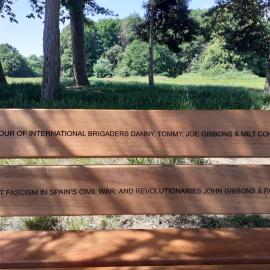 OUR OF INTERNATIONAL BRIGADERS DANNY, TOMMY, JOE GIBBONS & MILT CO
T FASCISM IN SPAIN'S CIVIL WAR; AND REVOLUTIONARIES JOHN GIBBONS & PA